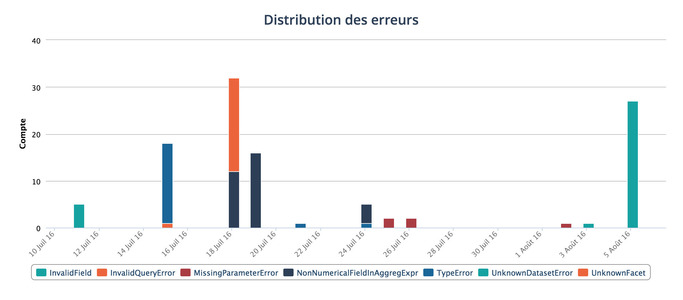 Distribution des erreurs
Compte
40
30
20
10
0
10 Juil 16
12 Juil 16
14 Juil 16
16 Juil 16
18 Juil 16
20 Juil 16
22 Juil 16
24 Juil 16
26 Juil 16
28 Juil 16
30 Juil 16
1 Août 16
3 Août 16
5 Août 16
InvalidField InvalidQueryError MissingParameterError NonNumericalFieldInAggregExpr TypeError UnknownDatasetError UnknownFacet